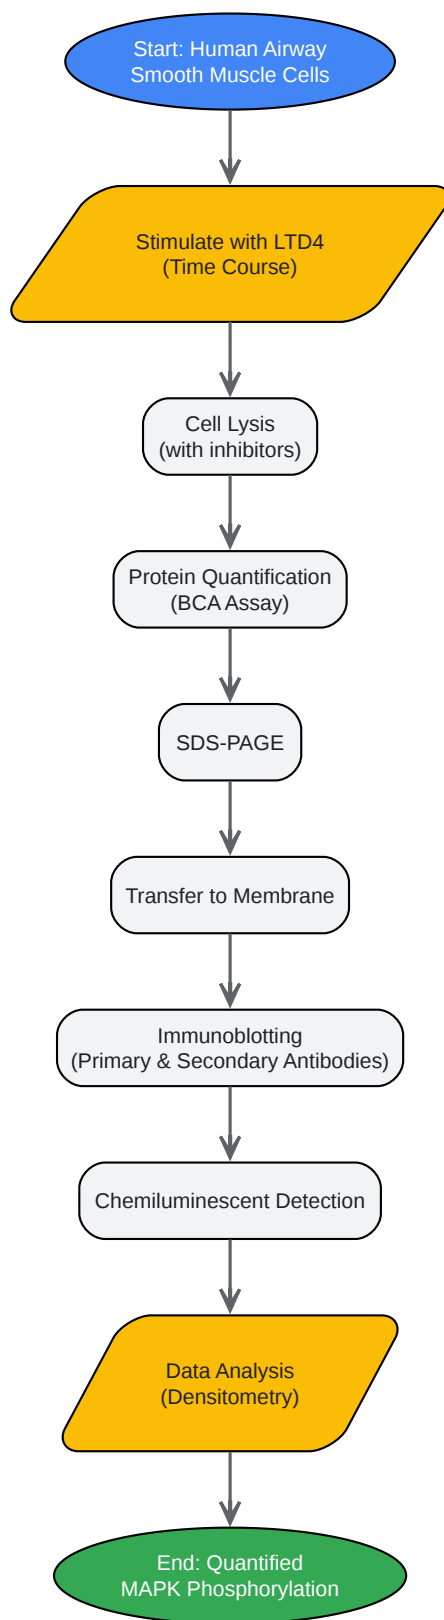 Start: Human Airway
Smooth Muscle Cells
Stimulate with LTD4
(Time Course)
Cell Lysis
(with inhibitors)
Protein Quantification
(BCA Assay)
SDS-PAGE
Transfer to Membrane
Immunoblotting
(Primary & Secondary Antibodies)
Chemiluminescent Detection
Data Analysis
(Densitometry)
End: Quantified
MAPK Phosphorylation